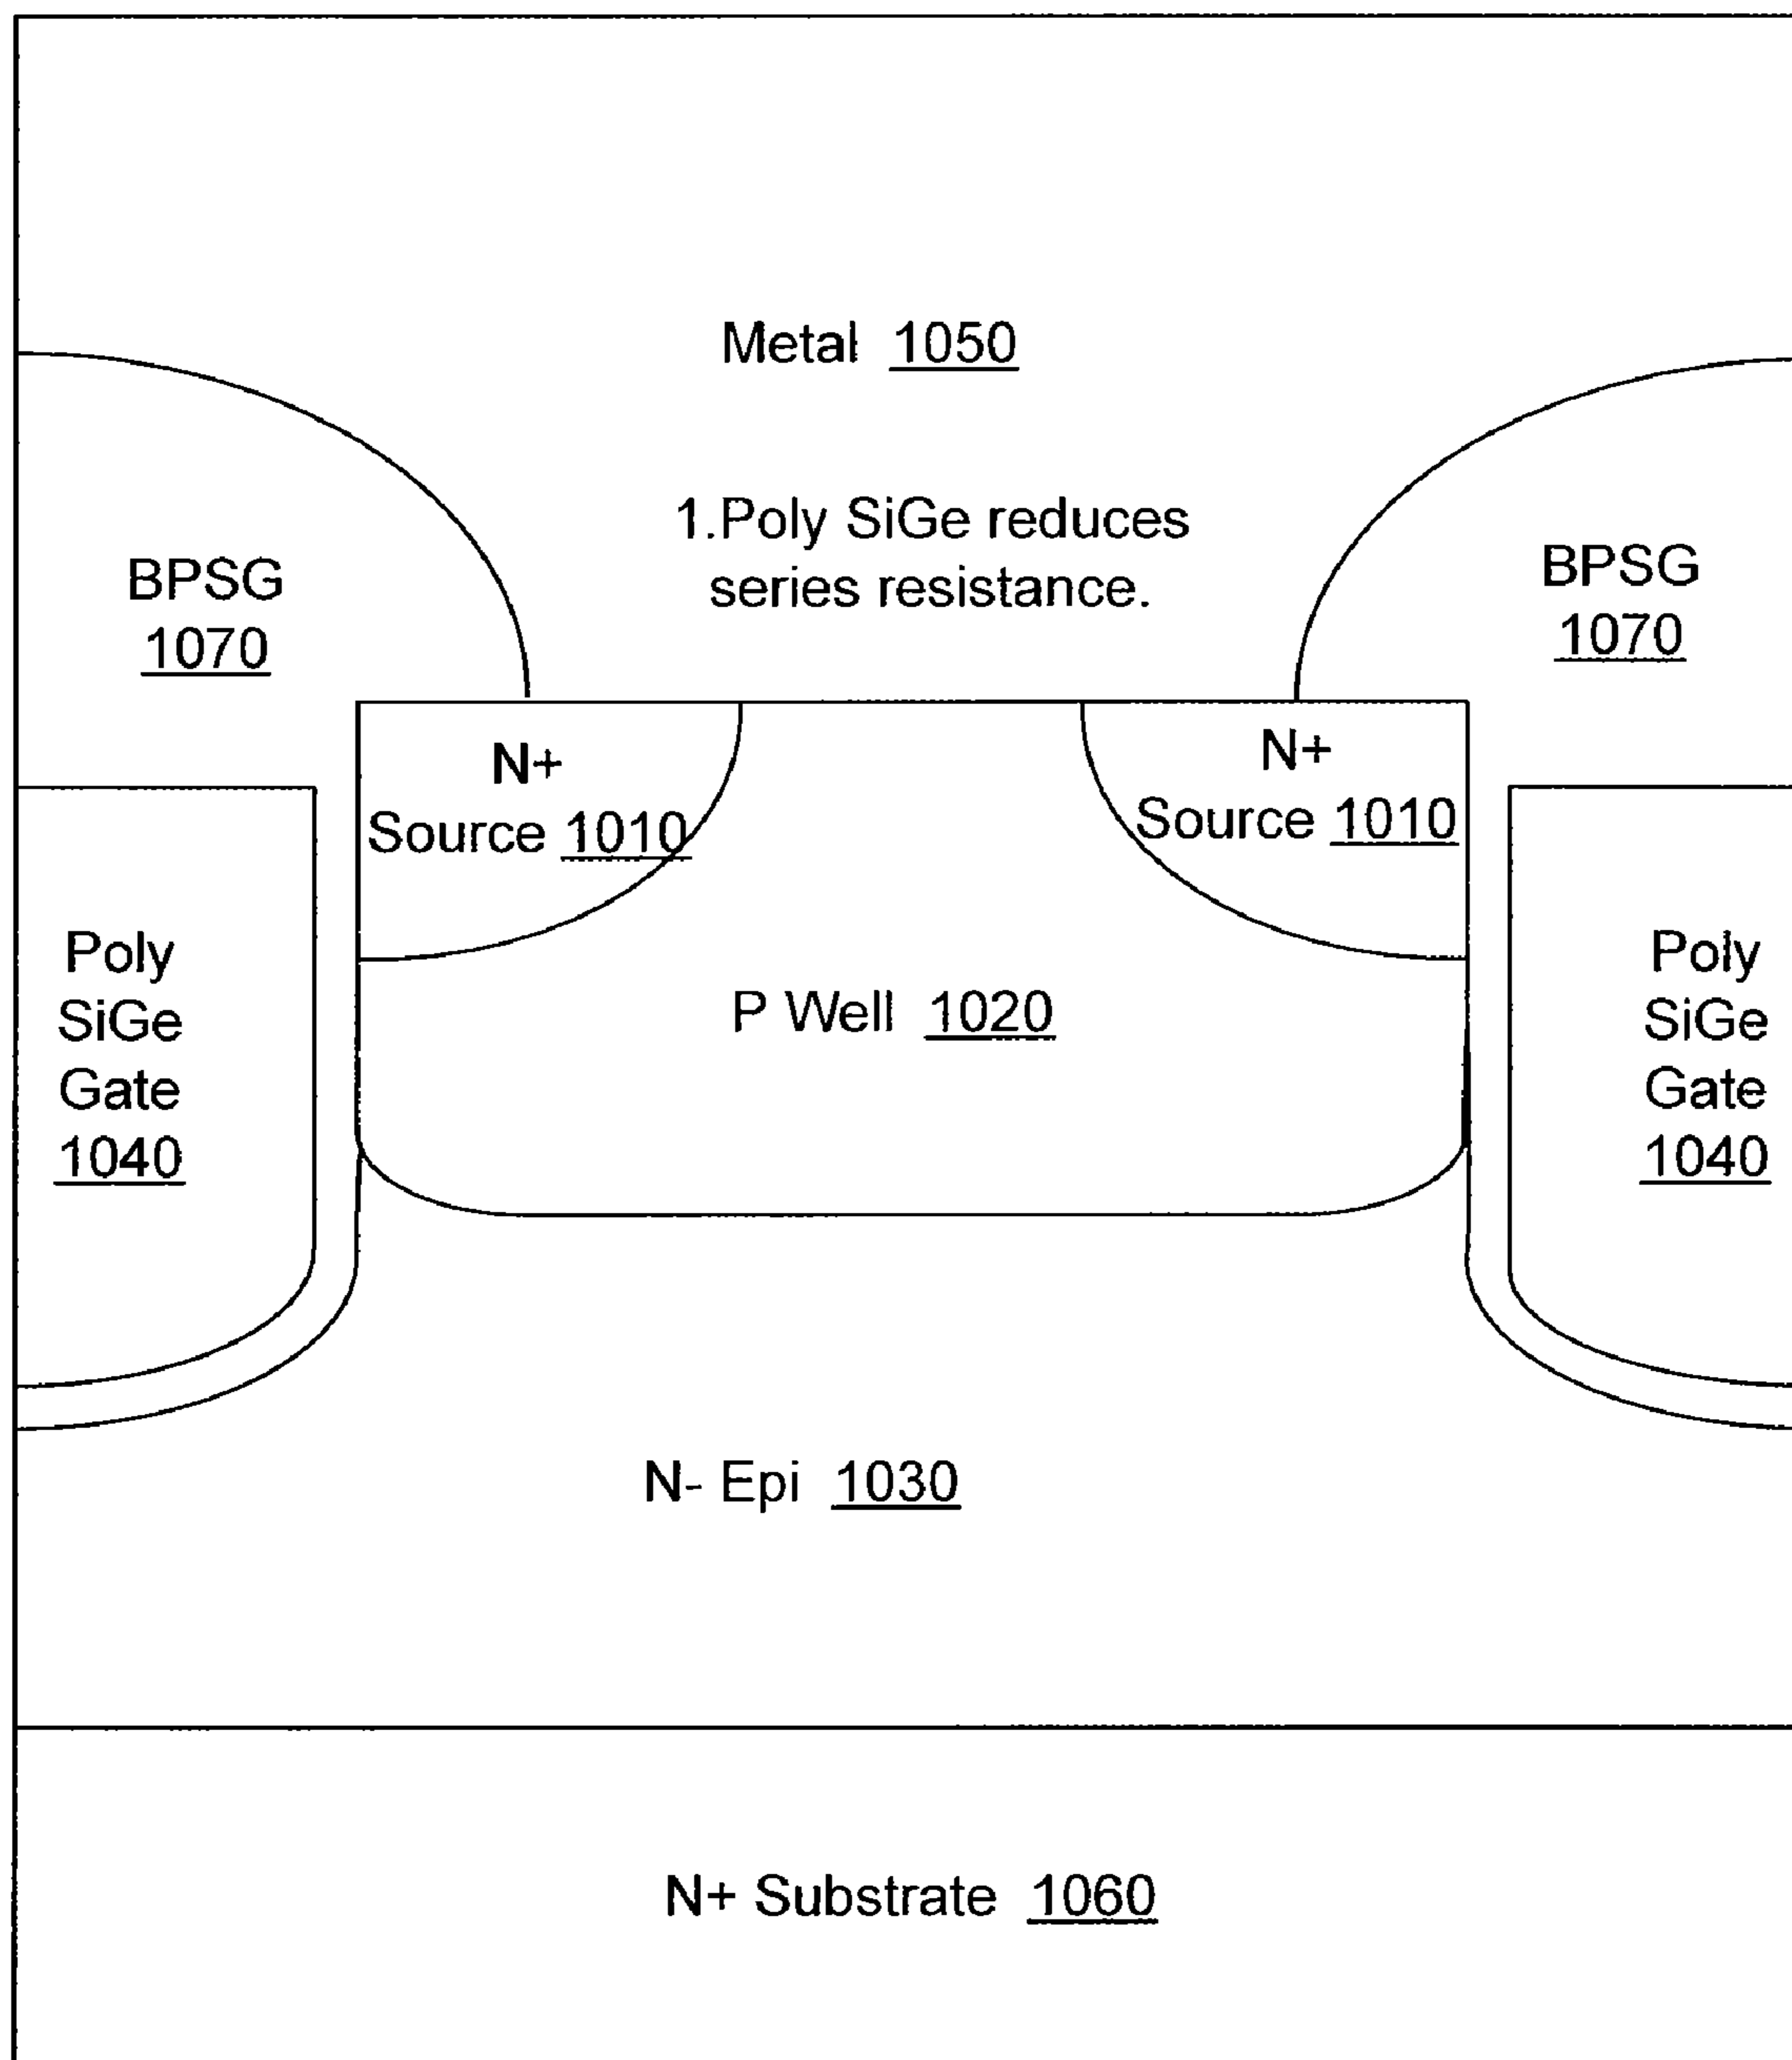 Metal 1050
1.Poly SiGe reduces
series resistance.
BPSG
1070
BPSG
1070
N+
Source 1010
N+
Source 1010
Poly
SiGe
Gate
1040
P Well 1020
Poly
SiGe
Gate
1040
N- Epi 1030
N+ Substrate 1060